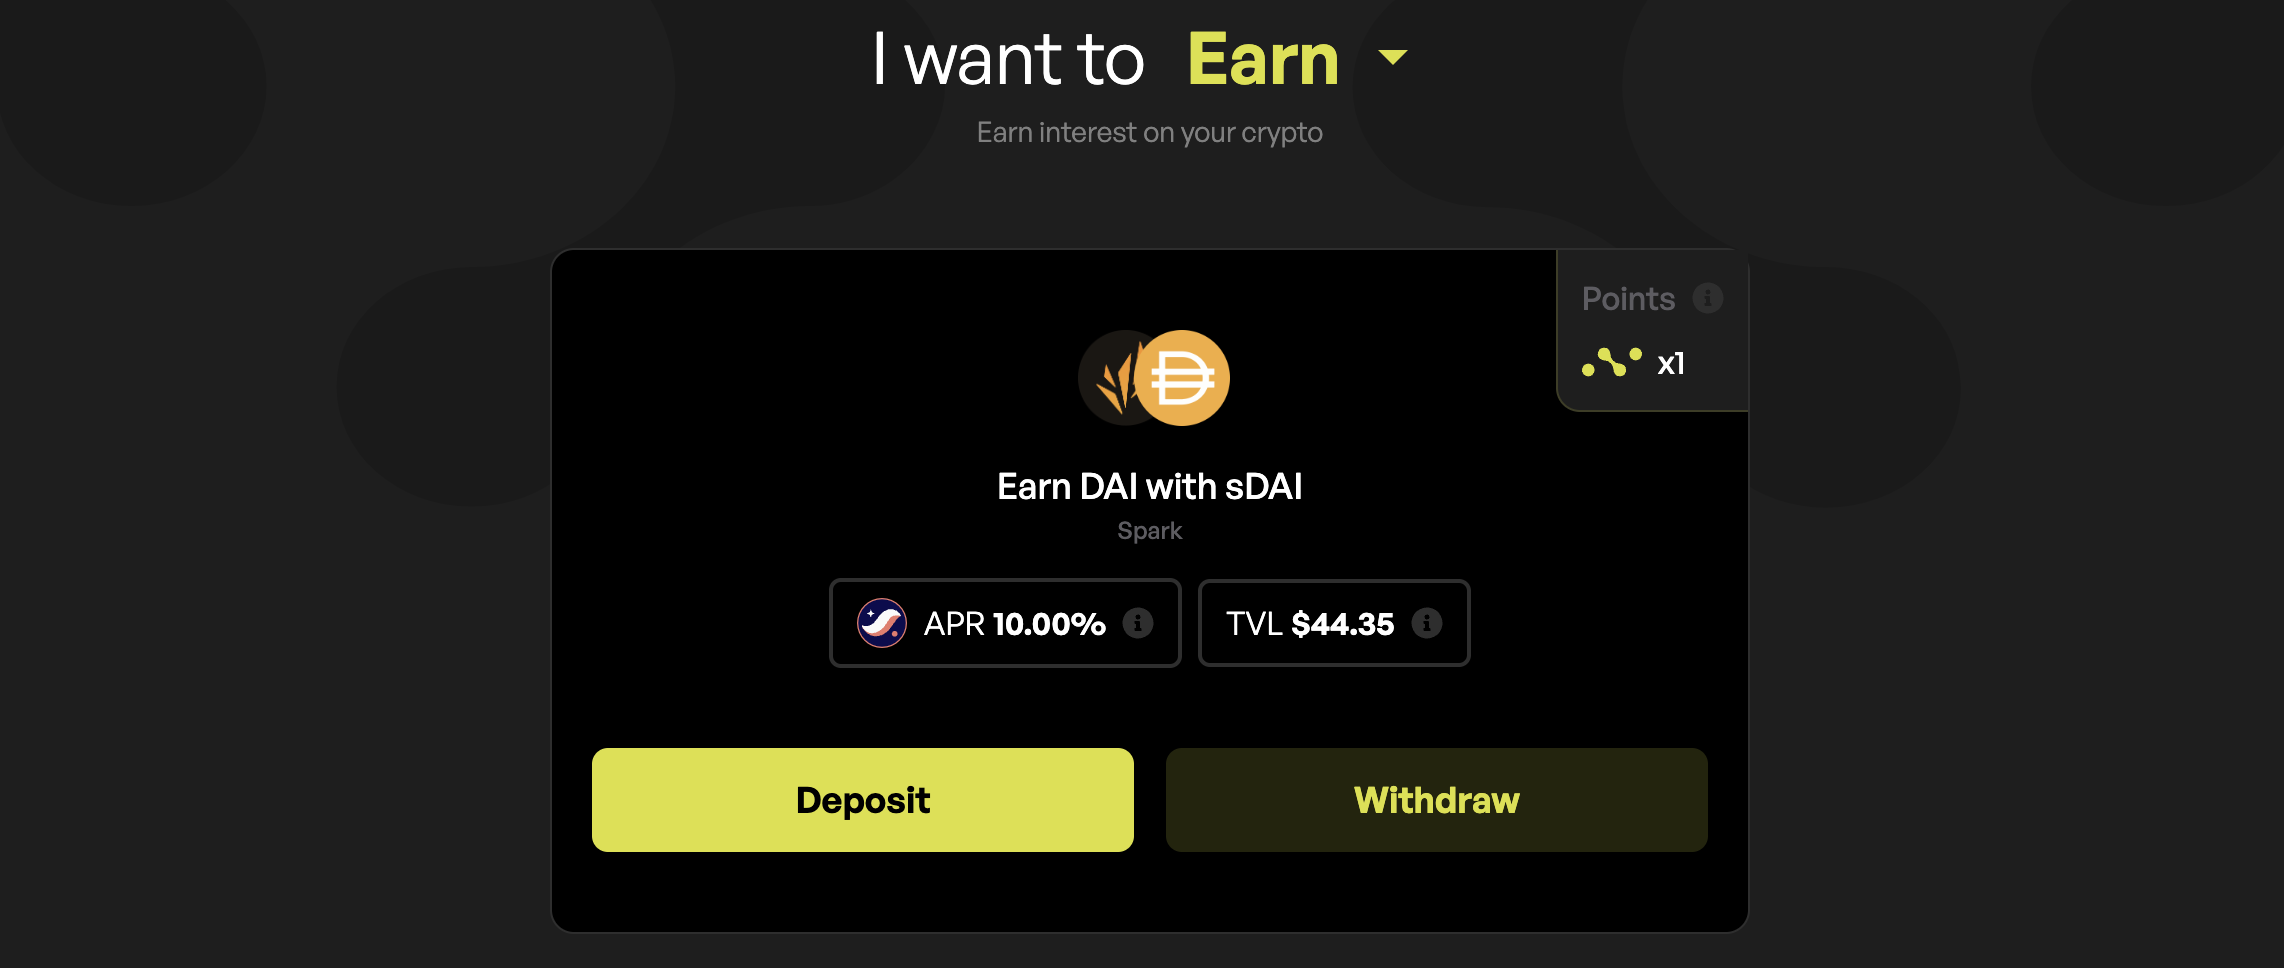 I want to Earn
Earn interest on your crypto
Points
x1
Earn DAI with sDAI
Spark
APR 10.00%
TVL $44.35
Deposit
Withdraw